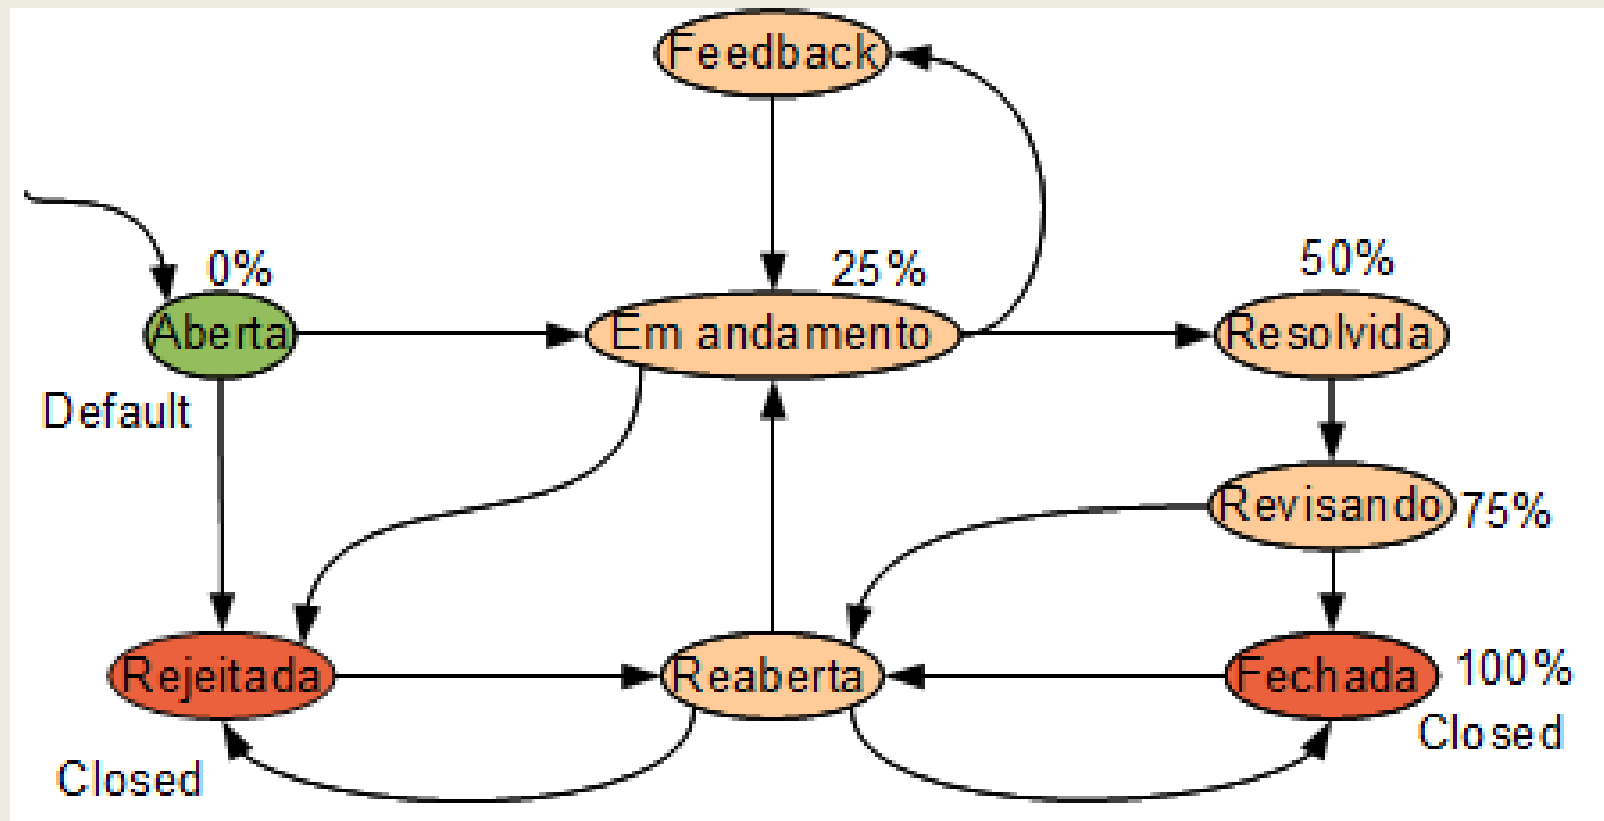 Feedback
0%
25%
50%
Aberta
Em andamento
Resolvida
Default
Revisando
75%
Rejeitada
Reaberta
Fechada
100%
Closed
Closed